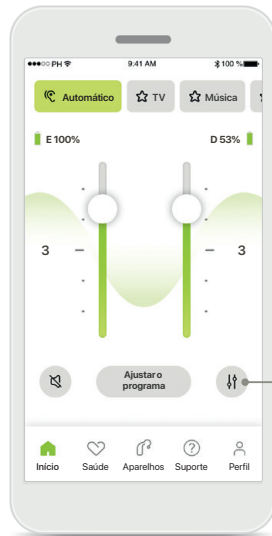 PH 9:41 AM 100 %
Automático TV Música
E 100% D 53%
3 3
Ajustar o
programa
Início Saúde Aparelhos Suporte Perfil